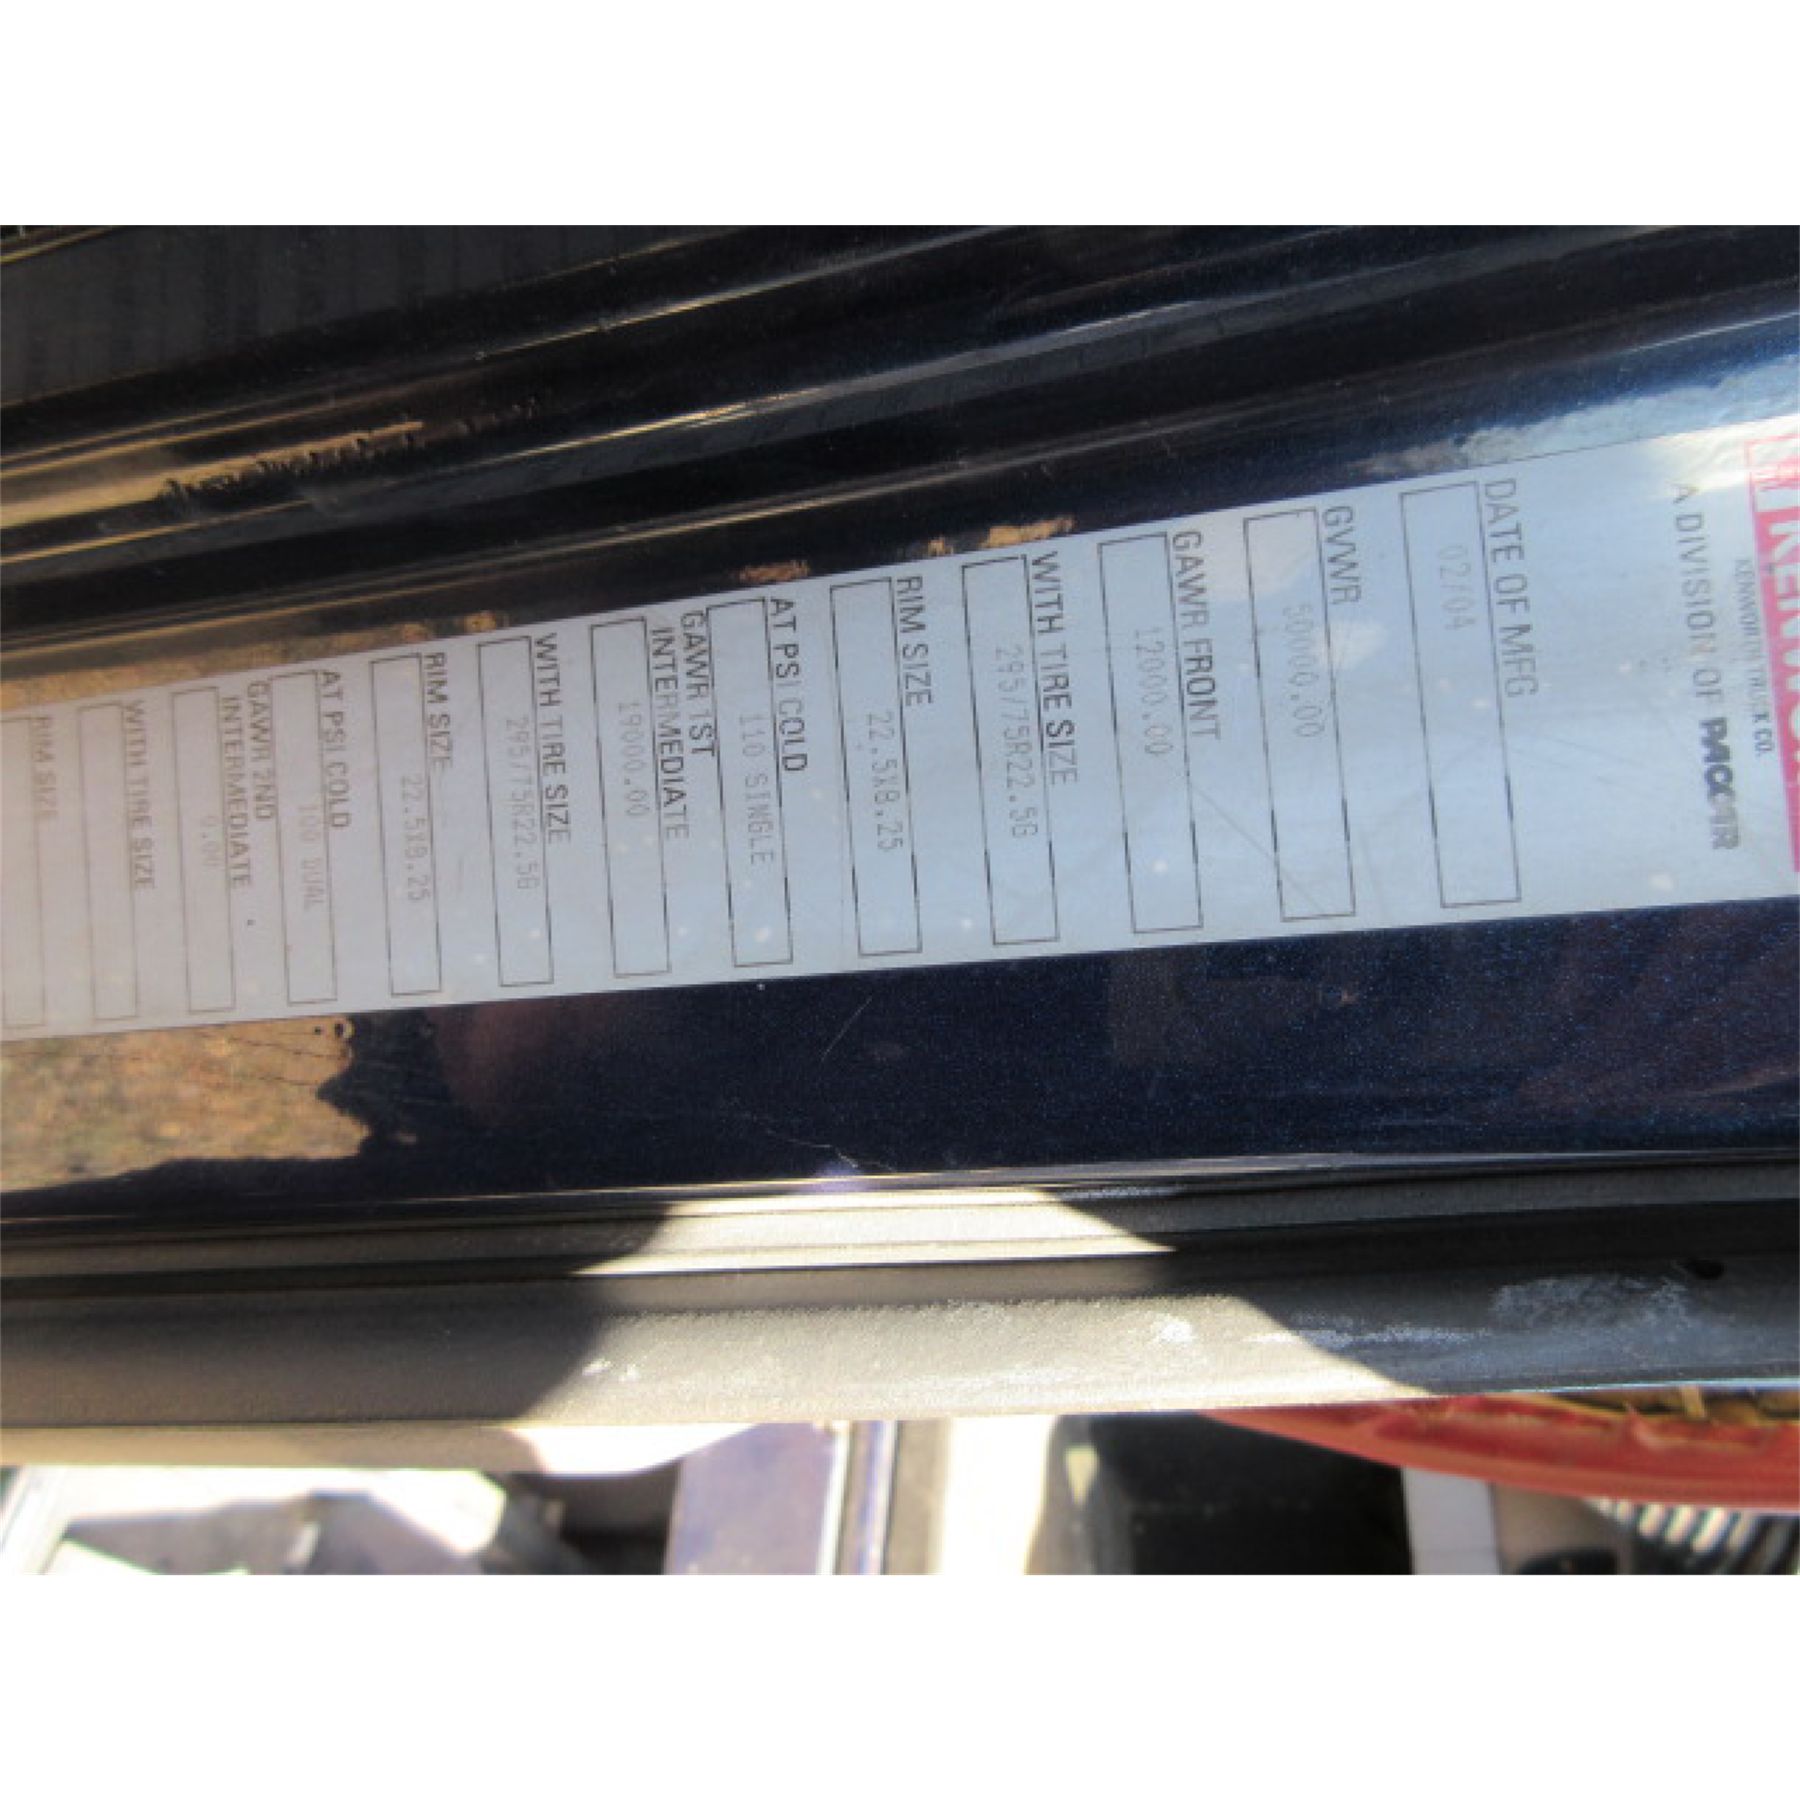 KENWORTH TRUCK CO.
A DIVISION OF PACCAR
DATE OF MFG
02/04
GVWR
50000.00
GAWR FRONT
12000.00
WITH TIRE SIZE
295/75R22.5G
RIM SIZE
22.5X8.25
AT PSI COLD
110 SINGLE
GAWR 1ST
INTERMEDIATE
19000.00
WITH TIRE SIZE
295/75R22.5G
RIM SIZE
22.5X8.25
AT PSI COLD
100 DUAL
GAWR 2ND
INTERMEDIATE
0.00
WITH TIRE SIZE
RIM SIZE